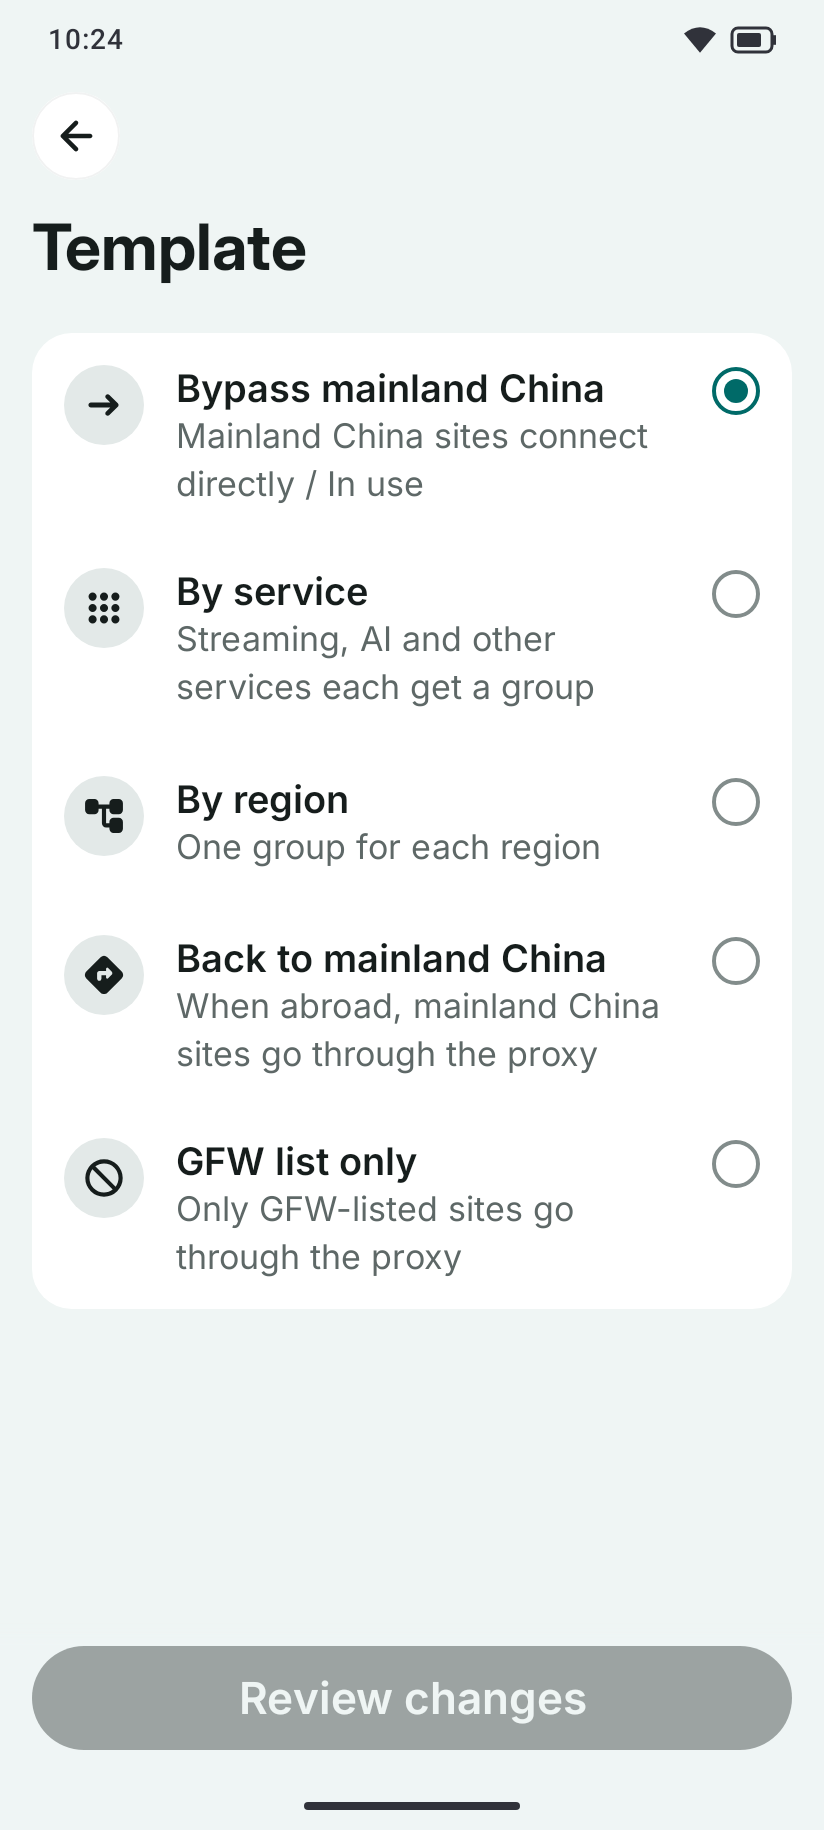 10:24
Template
Bypass mainland China
Mainland China sites connect
directly / In use
By service
Streaming, AI and other
services each get a group
By region
One group for each region
Back to mainland China
When abroad, mainland China
sites go through the proxy
GFW list only
Only GFW-listed sites go
through the proxy
Review changes